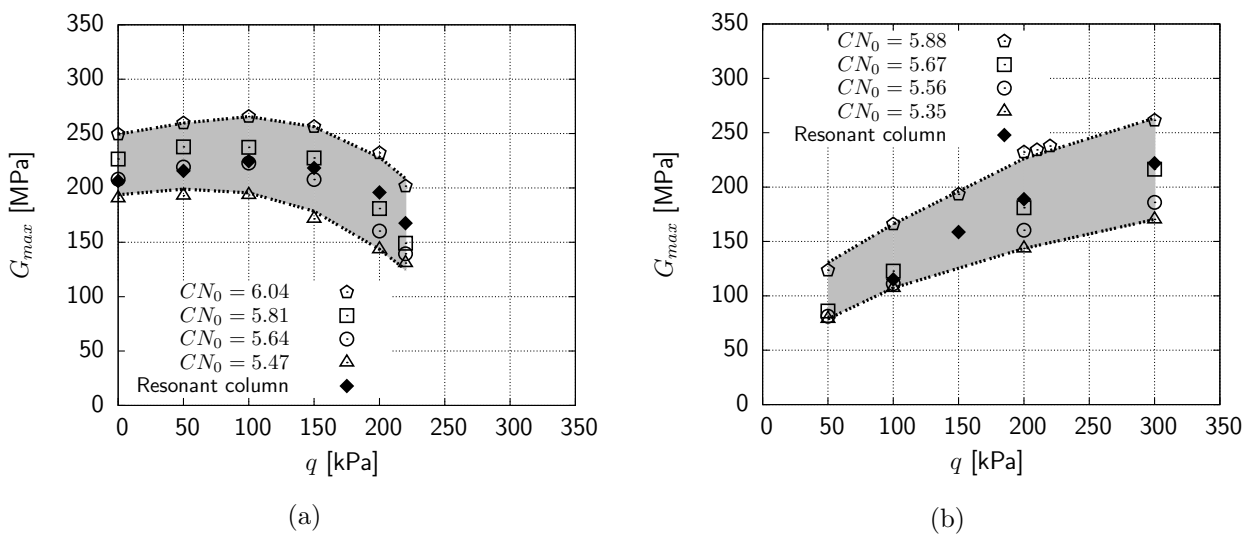 350
300
250
200
150
100
50
0
G_max [MPa]
CN_0 = 6.04
CN_0 = 5.81
CN_0 = 5.64
CN_0 = 5.47
Resonant column
0 50 100 150 200 250 300 350
q [kPa]
(a)
350
300
250
200
150
100
50
0
G_max [MPa]
CN_0 = 5.88
CN_0 = 5.67
CN_0 = 5.56
CN_0 = 5.35
Resonant column
0 50 100 150 200 250 300 350
q [kPa]
(b)